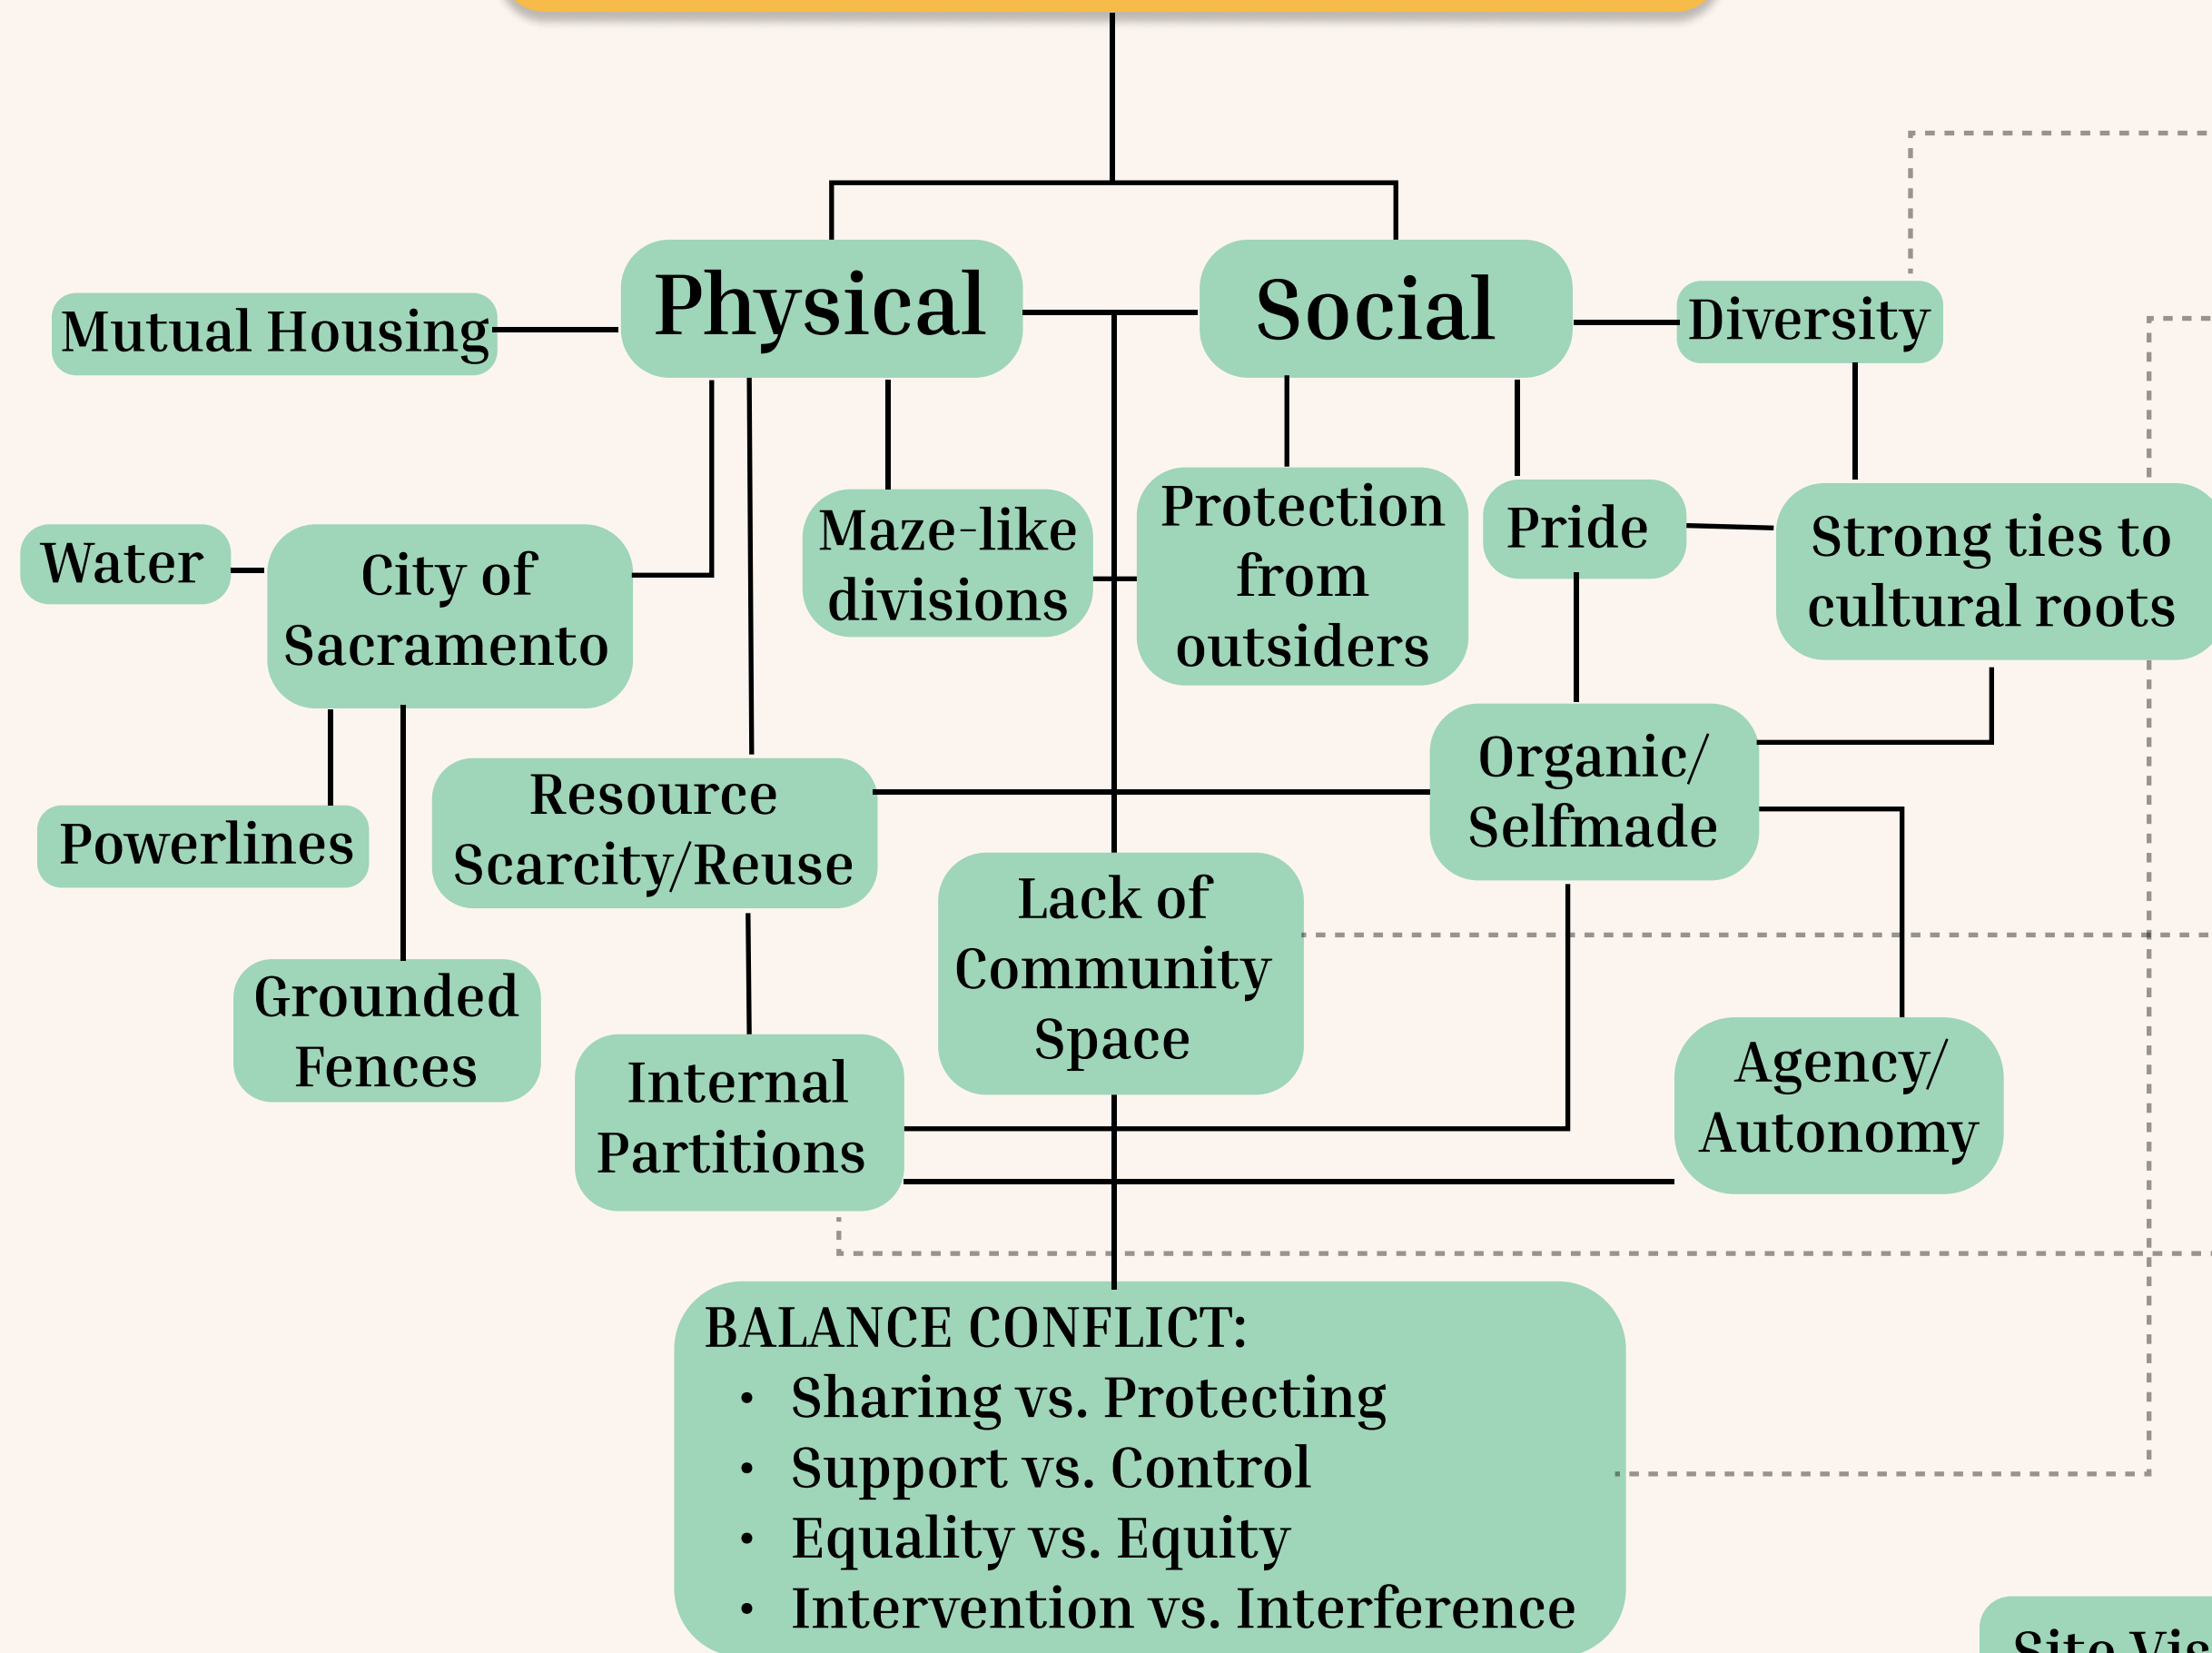 Physical
Social
Mutual Housing
Diversity
Water
City of
Sacramento
Maze-like
divisions
Protection
from
outsiders
Pride
Strong ties to
cultural roots
Powerlines
Resource
Scarcity/Reuse
Organic/
Selfmade
Grounded
Fences
Lack of
Community
Space
Internal
Partitions
Agency/
Autonomy
BALANCE CONFLICT:
• Sharing vs. Protecting
• Support vs. Control
• Equality vs. Equity
• Intervention vs. Interference
Site